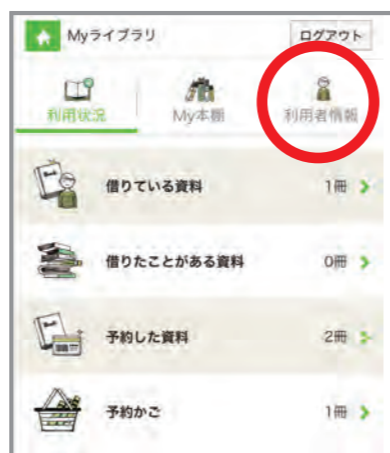 Myライブラリ
ログアウト
利用状況 My本棚 利用者情報
借りている資料 1冊
借りたことがある資料 0冊
予約した資料 2冊
予約かご 1冊